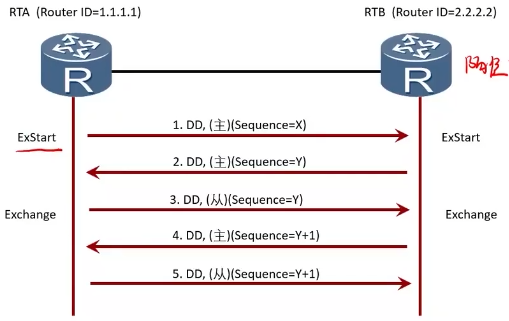 RTA (Router ID=1.1.1.1)
RTB (Router ID=2.2.2.2)
R
R
1. DD, (主)(Sequence=X)
ExStart
ExStart
2. DD, (主)(Sequence=Y)
3. DD, (从)(Sequence=Y)
Exchange
Exchange
4. DD, (主)(Sequence=Y+1)
5. DD, (从)(Sequence=Y+1)